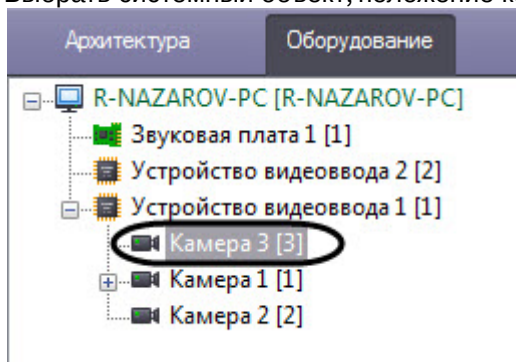 Выбрать системный объект, положение к
Архитектура Оборудование
R-NAZAROV-PC [R-NAZAROV-PC]
Звуковая плата 1 [1]
Устройство видеоввода 2 [2]
Устройство видеоввода 1 [1]
Камера 3 [3]
Камера 1 [1]
Камера 2 [2]